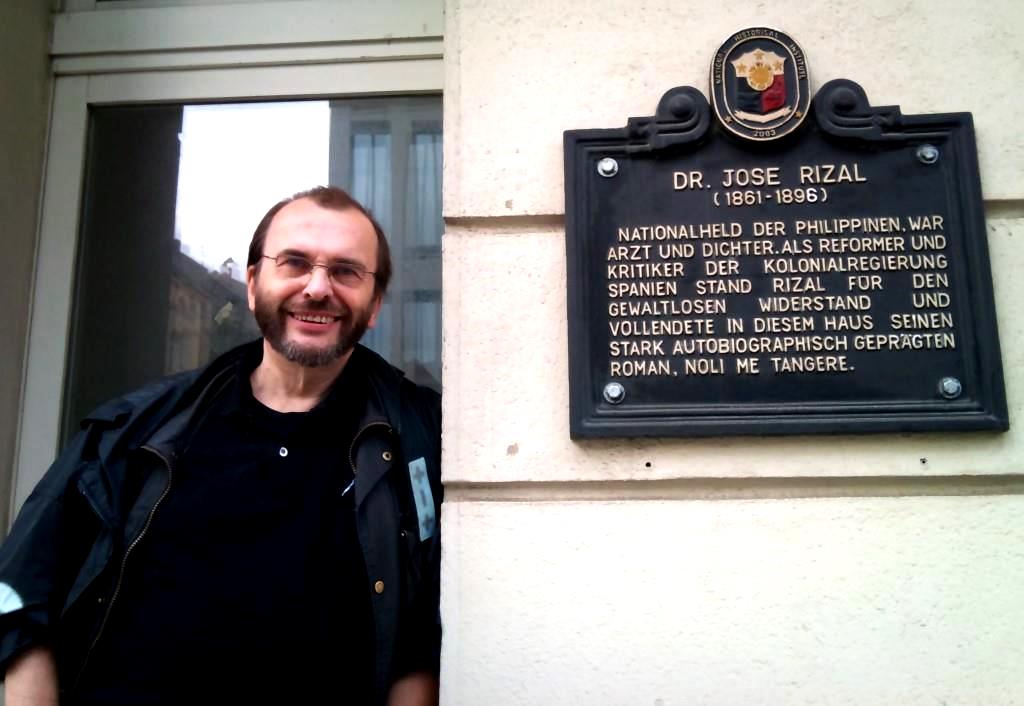 NATIONAL HISTORICAL INSTITUTE
2003
DR. JOSE RIZAL
(1861-1896)
NATIONALHELD DER PHILIPPINEN, WAR
ARZT UND DICHTER. ALS REFORMER UND
KRITIKER DER KOLONIALREGIERUNG
SPANIEN STAND RIZAL FÜR DEN
GEWALTLOSEN WIDERSTAND UND
VOLLENDETE IN DIESEM HAUS SEINEN
STARK AUTOBIOGRAPHISCH GEPRÄGTEN
ROMAN, NOLI ME TANGERE.